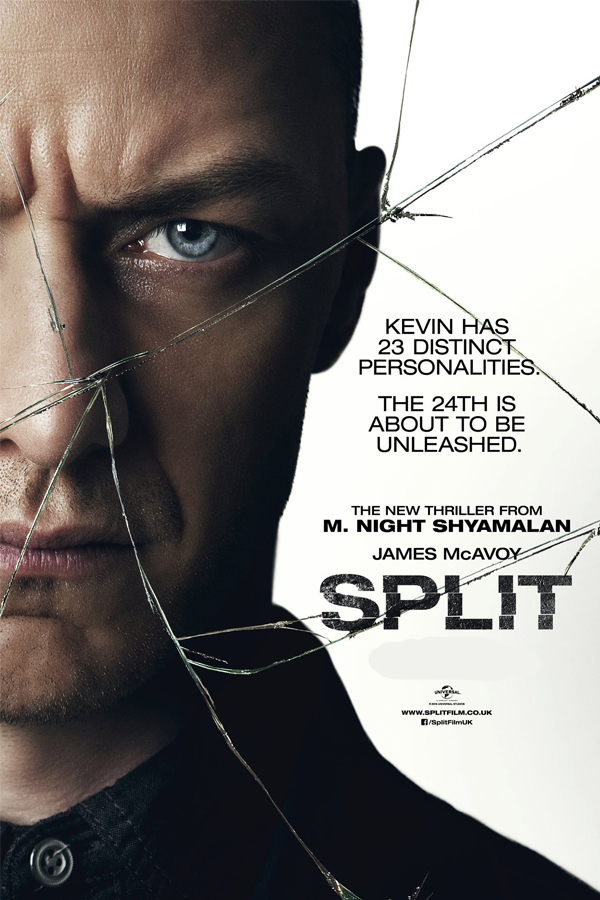 KEVIN HAS
23 DISTINCT
PERSONALITIES.
THE 24TH IS
ABOUT TO BE
UNLEASHED.
THE NEW THRILLER FROM
M. NIGHT SHYAMALAN
JAMES McAVOY
SPLIT
UNIVERSAL
WWW.SPLITFILM.CO.UK
f/SplitFilmUK